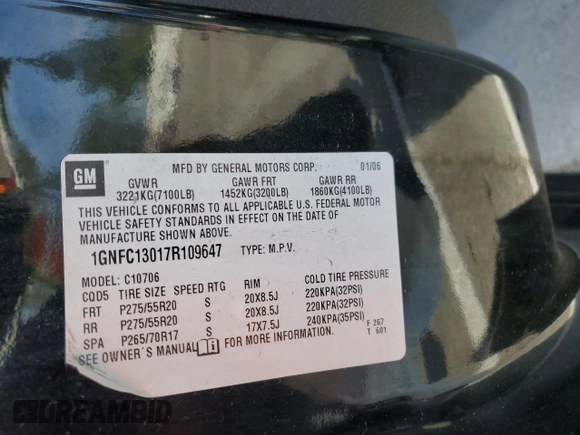 GM
MFD BY GENERAL MOTORS CORP. 01/06
GVWR GAWR FRT GAWR RR
3221KG(7100LB) 1452KG(3200LB) 1860KG(4100LB)
THIS VEHICLE CONFORMS TO ALL APPLICABLE U.S. FEDERAL MOTOR
VEHICLE SAFETY STANDARDS IN EFFECT ON THE DATE OF
MANUFACTURE SHOWN ABOVE.
1GNFC13017R109647 TYPE: M.P.V.
MODEL: C10706
CQD5 TIRE SIZE SPEED RTG RIM COLD TIRE PRESSURE
FRT P275/55R20 S 20X8.5J 220KPA(32PSI)
RR P275/55R20 S 20X8.5J 220KPA(32PSI)
SPA P265/70R17 S 17X7.5J 240KPA(35PSI)
SEE OWNER'S MANUAL FOR MORE INFORMATION.
F 267
T 601
DREAMBID